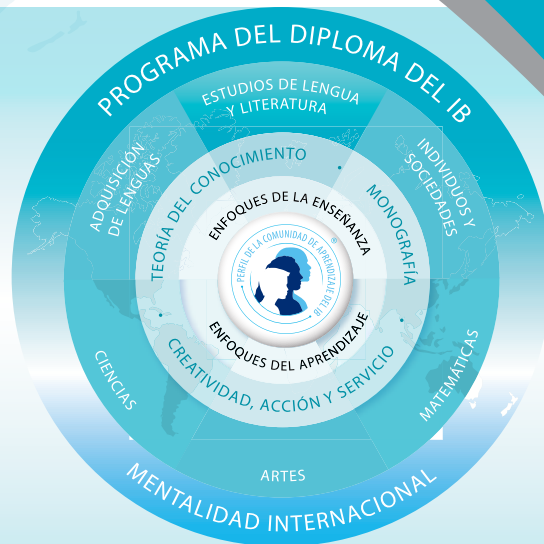 PROGRAMA DEL DIPLOMA DEL IB
ESTUDIOS DE LENGUA
Y LITERATURA
ADQUISICIÓN
DE LENGUAS
INDIVIDUOS Y
SOCIEDADES
TEORÍA DEL CONOCIMIENTO
MONOGRAFÍA
ENFOQUES DE LA ENSEÑANZA
PERFIL DE LA COMUNIDAD DE APRENDIZAJE DEL IB
®
ENFOQUES DEL APRENDIZAJE
CREATIVIDAD, ACCIÓN Y SERVICIO
CIENCIAS
MATEMÁTICAS
ARTES
MENTALIDAD INTERNACIONAL